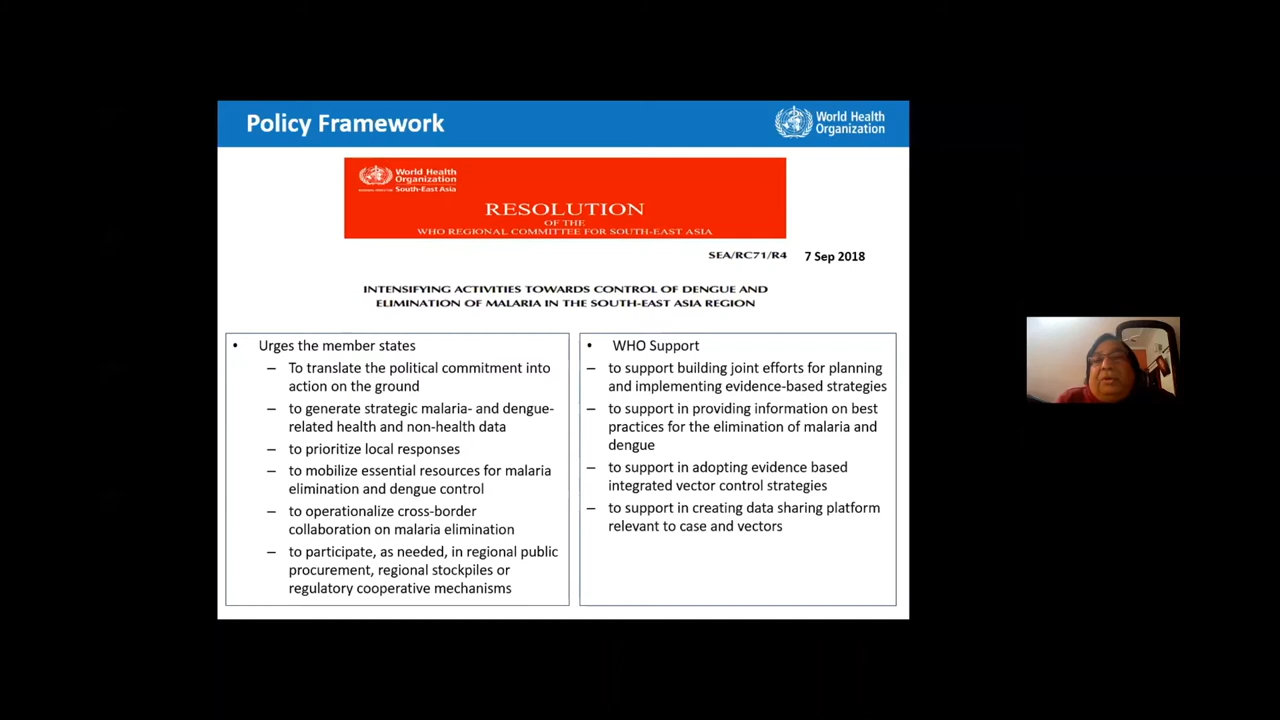 Policy Framework
World Health
Organization
World Health
Organization
South-East Asia
RESOLUTION
OF THE
WHO REGIONAL COMMITTEE FOR SOUTH-EAST ASIA
SEA/RC71/R4 7 Sep 2018
INTENSIFYING ACTIVITIES TOWARDS CONTROL OF DENGUE AND
ELIMINATION OF MALARIA IN THE SOUTH-EAST ASIA REGION
• Urges the member states
– To translate the political commitment into
action on the ground
– to generate strategic malaria- and dengue-
related health and non-health data
– to prioritize local responses
– to mobilize essential resources for malaria
elimination and dengue control
– to operationalize cross-border
collaboration on malaria elimination
– to participate, as needed, in regional public
procurement, regional stockpiles or
regulatory cooperative mechanisms
• WHO Support
– to support building joint efforts for planning
and implementing evidence-based strategies
– to support in providing information on best
practices for the elimination of malaria and
dengue
– to support in adopting evidence based
integrated vector control strategies
– to support in creating data sharing platform
relevant to case and vectors